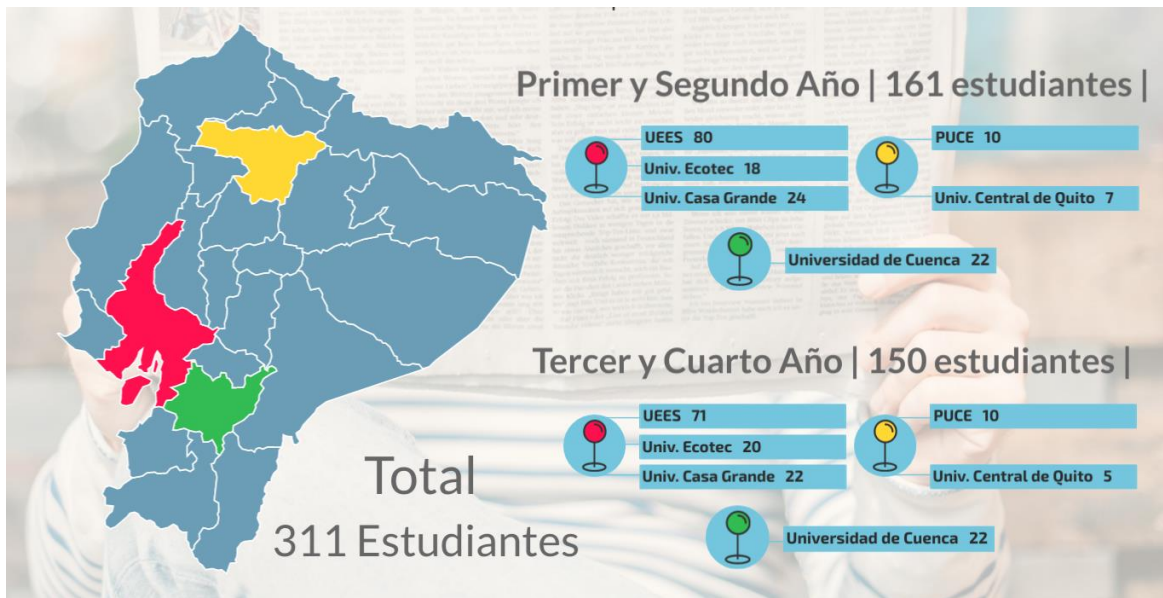 Primer y Segundo Año | 161 estudiantes |
UEES 80
Univ. Ecotec 18
Univ. Casa Grande 24
PUCE 10
Univ. Central de Quito 7
Universidad de Cuenca 22
Tercer y Cuarto Año | 150 estudiantes |
UEES 71
Univ. Ecotec 20
Univ. Casa Grande 22
PUCE 10
Univ. Central de Quito 5
Universidad de Cuenca 22
Total
311 Estudiantes